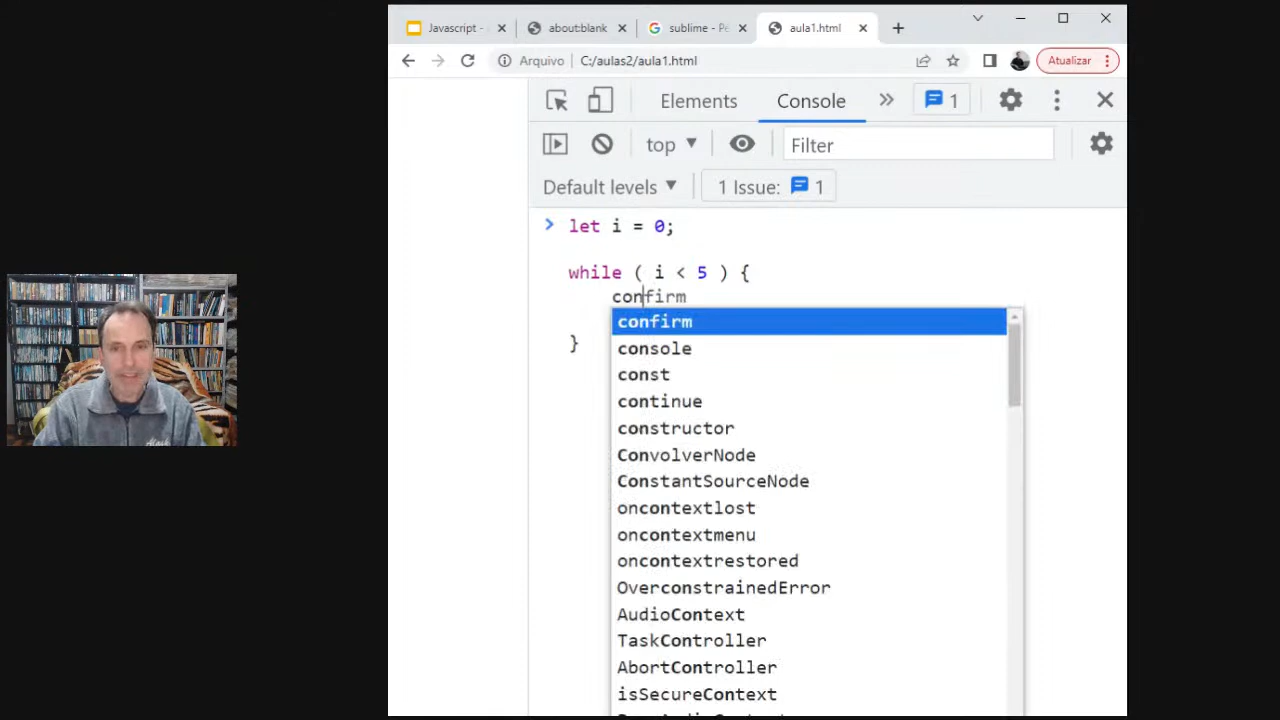 Javascript -
about:blank
sublime - Pe
aula1.html
Arquivo
C:/aulas2/aula1.html
Atualizar
Elements
Console
1
top
Filter
Default levels
1 Issue:
1
let i = 0;
while ( i < 5 ) {
confirm
}
confirm
console
const
continue
constructor
ConvolverNode
ConstantSourceNode
oncontextlost
oncontextmenu
oncontextrestored
OverconstrainedError
AudioContext
TaskController
AbortController
isSecureContext